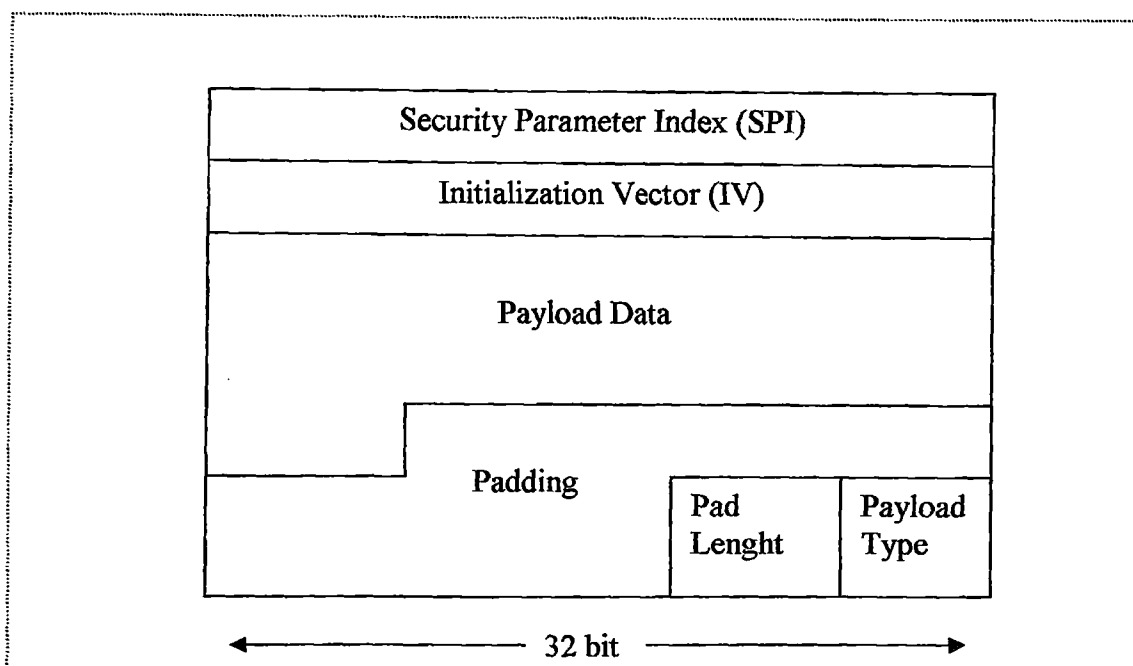 Security Parameter Index (SPI)
Initialization Vector (IV)
Payload Data
Padding
Pad
Lenght
Payload
Type
32 bit